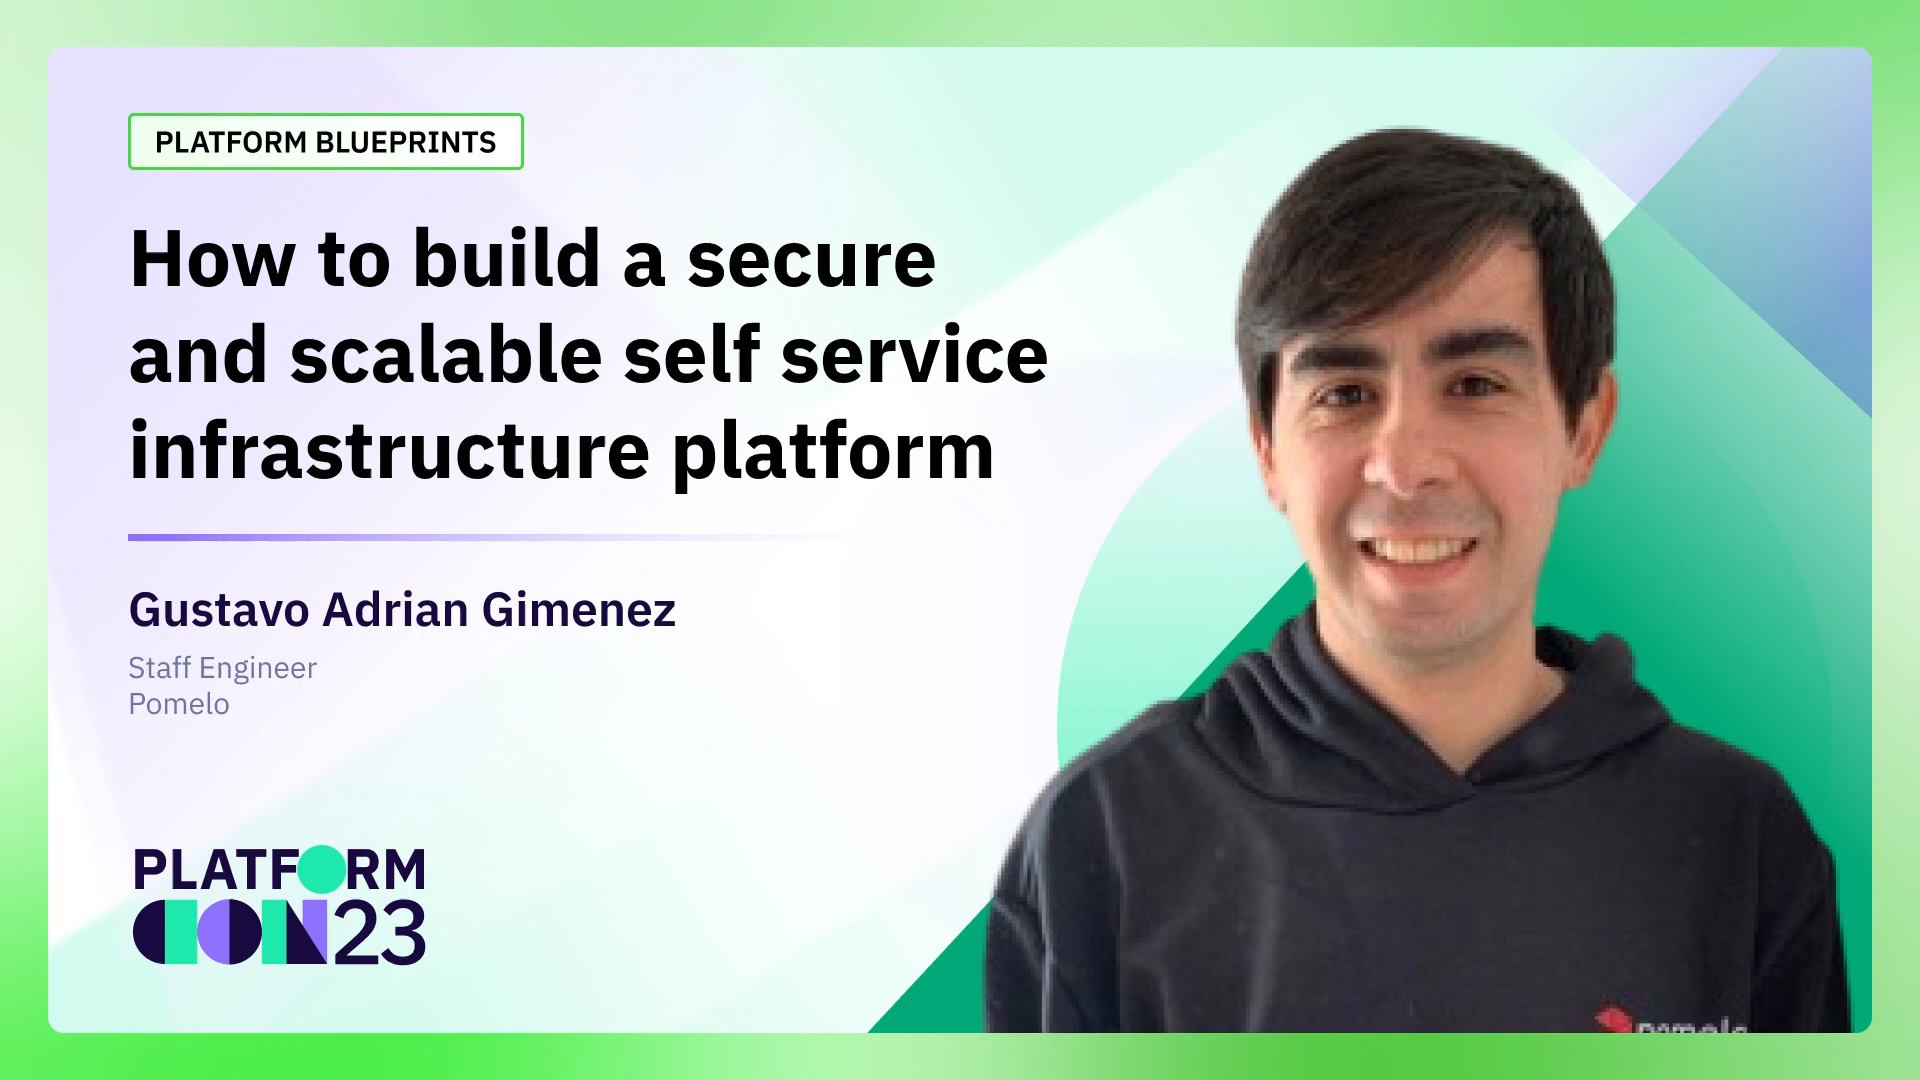 PLATFORM BLUEPRINTS
How to build a secure
and scalable self service
infrastructure platform
Gustavo Adrian Gimenez
Staff Engineer
Pomelo
PLATFORM
CON23
pomelo